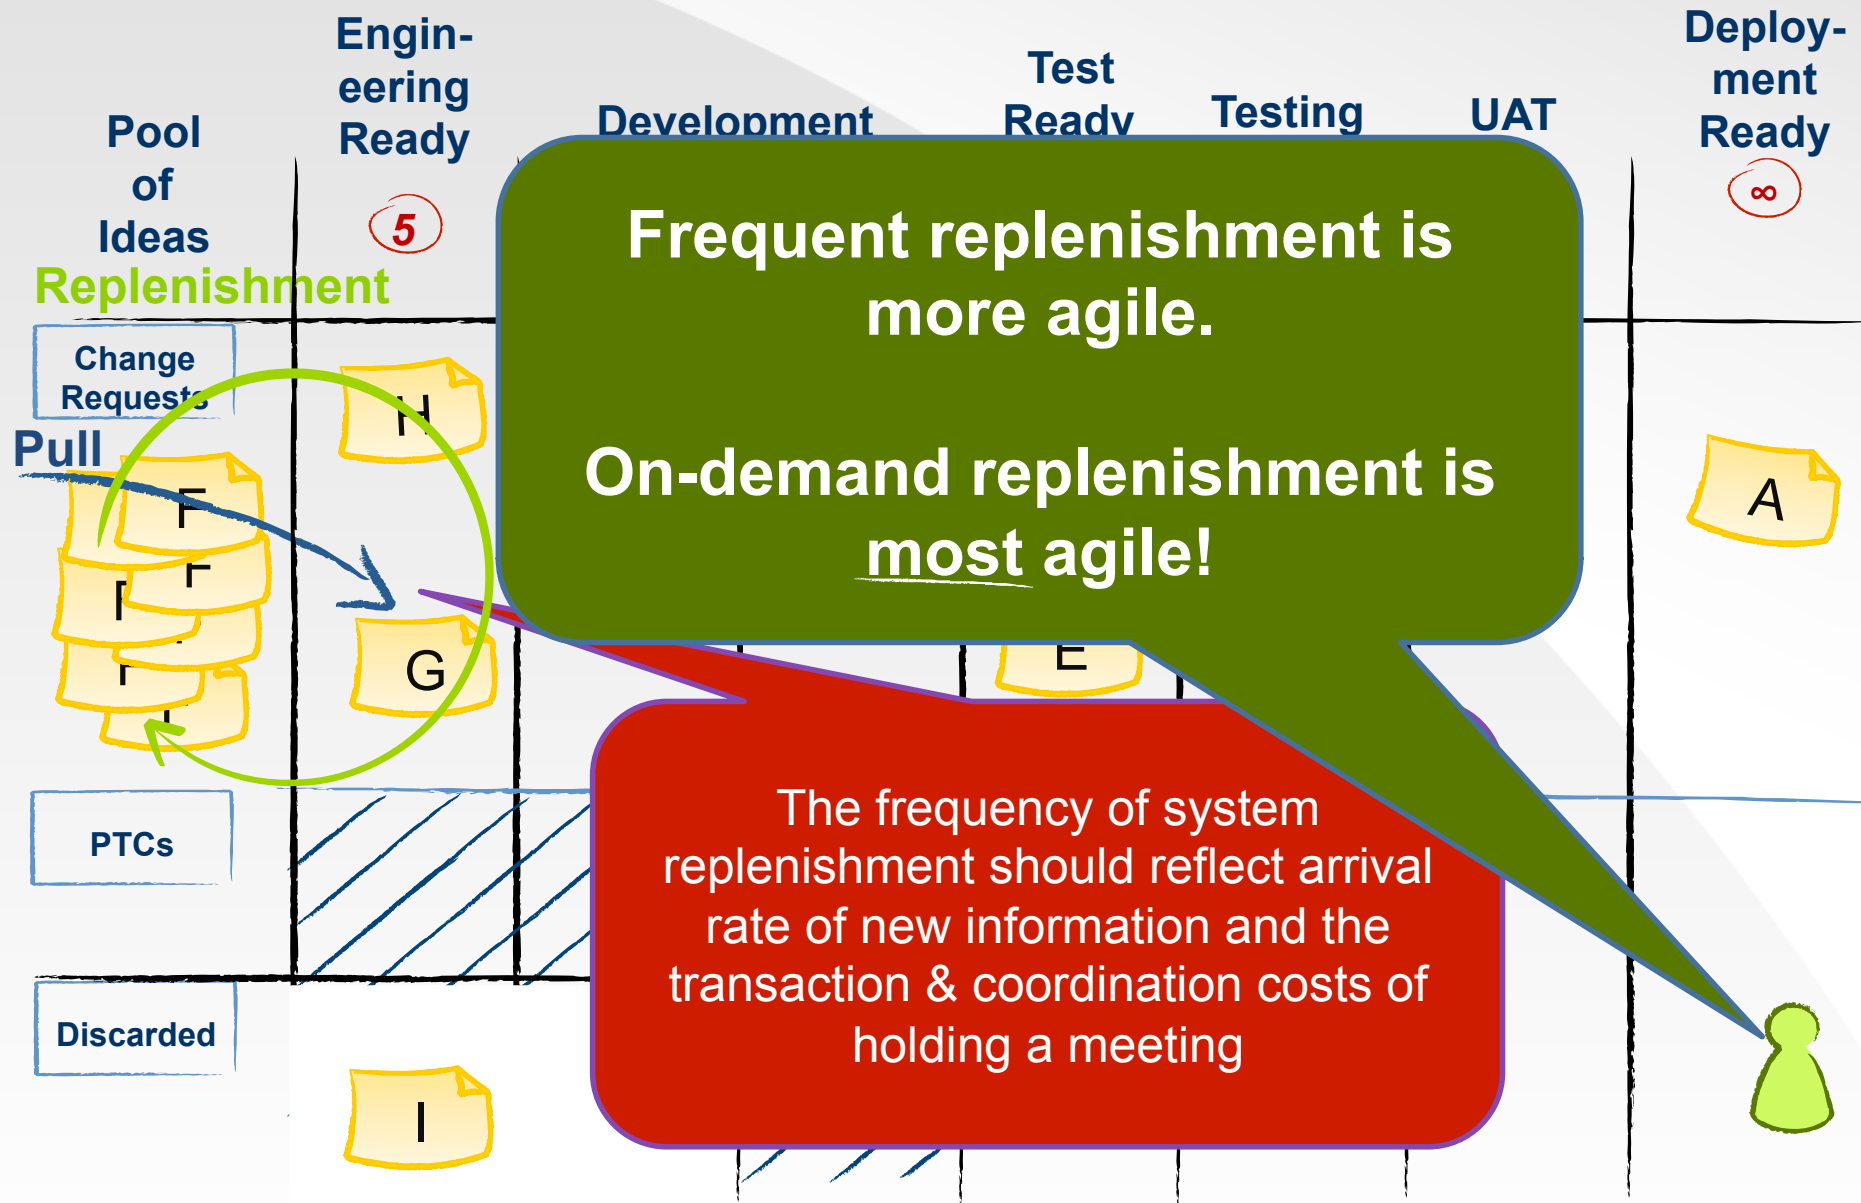 Pool
of
Ideas
Engin-
eering
Ready
5
Development
Test
Ready
Testing
UAT
Deploy-
ment
Ready
∞
Replenishment
Change
Requests
Pull
F
F
F
F
F
F
H
G
E
A
Frequent replenishment is
more agile.
On-demand replenishment is
most agile!
PTCs
The frequency of system
replenishment should reflect arrival
rate of new information and the
transaction & coordination costs of
holding a meeting
Discarded
I